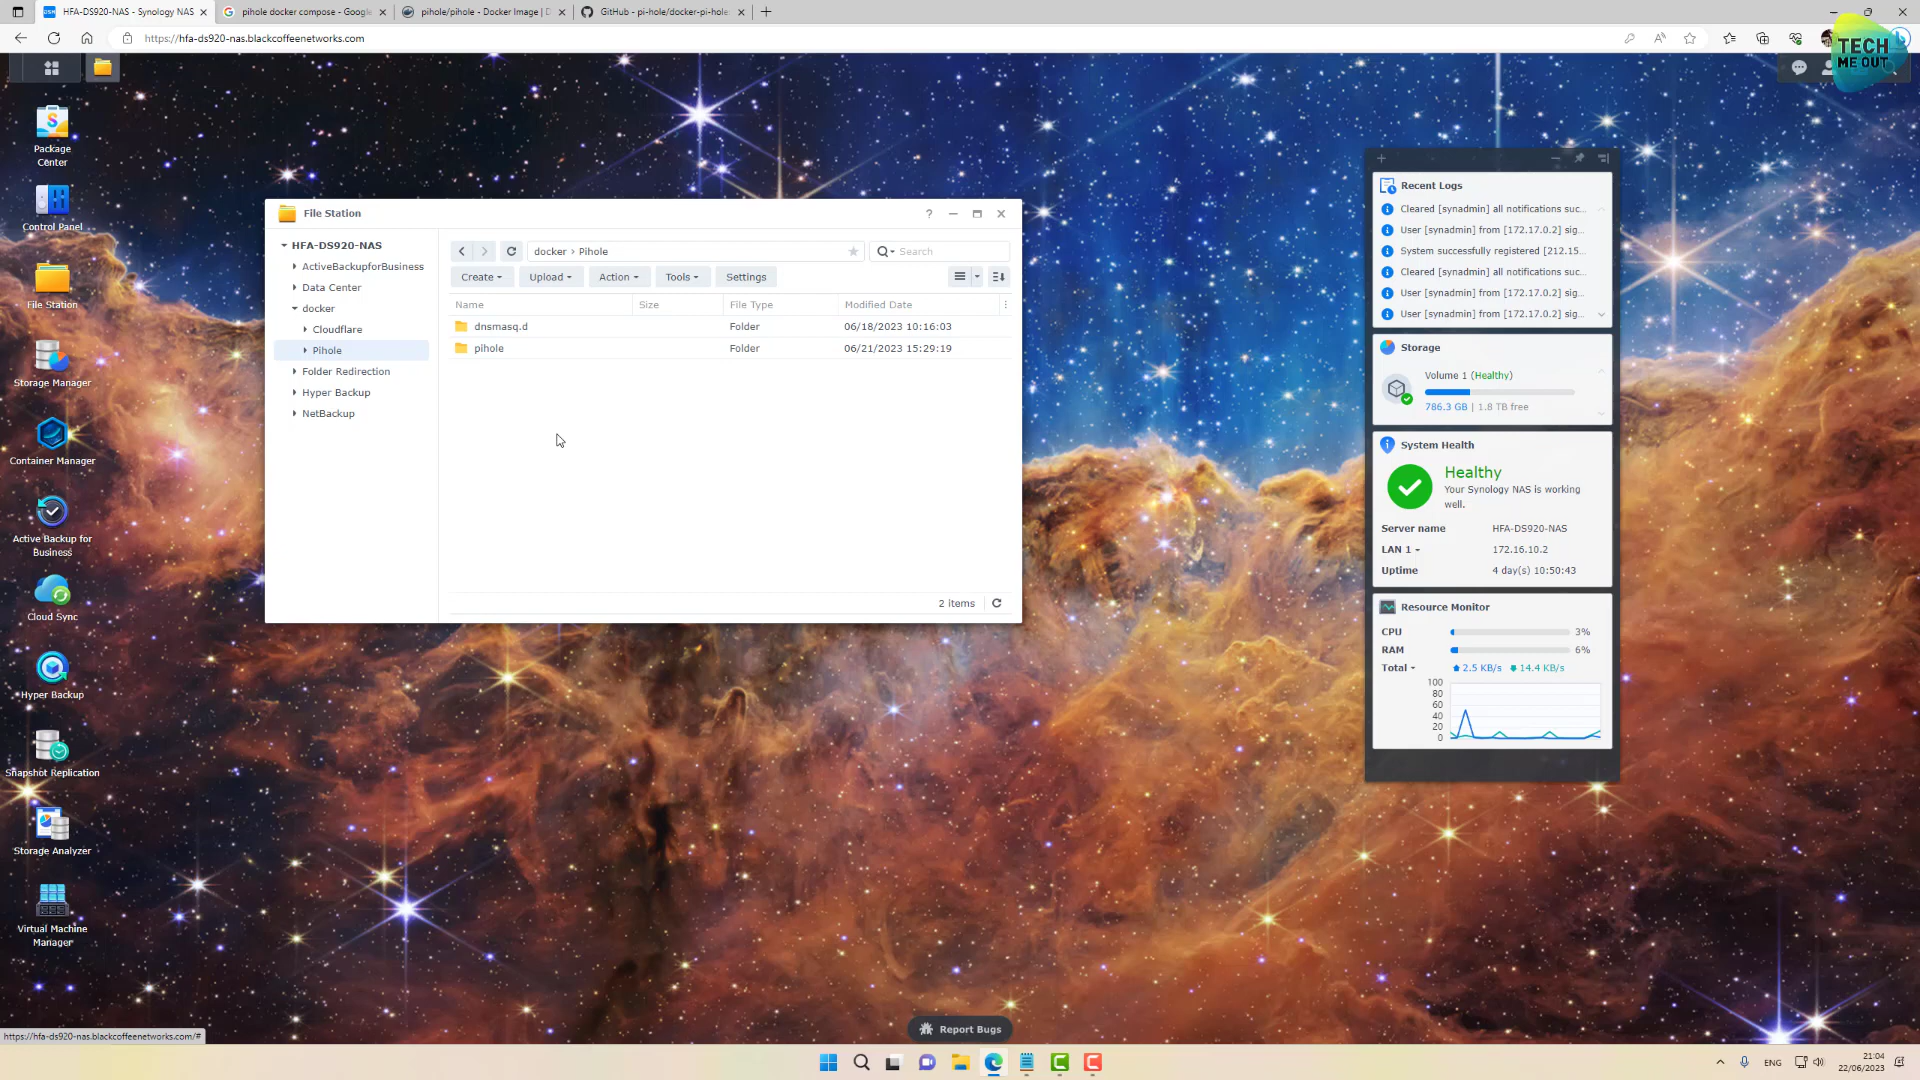 HFA-DS920-NAS - Synology NAS
pihole docker compose - Google
pihole/pihole - Docker Image | D
GitHub - pi-hole/docker-pi-hole:
https://hfa-ds920-nas.blackcoffeenetworks.com
TECH
ME OUT
Package
Center
Control Panel
File Station
Storage Manager
Container Manager
Active Backup for
Business
Cloud Sync
Hyper Backup
Snapshot Replication
Storage Analyzer
Virtual Machine
Manager
File Station
HFA-DS920-NAS
ActiveBackupforBusiness
Data Center
docker
Cloudflare
Pihole
Folder Redirection
Hyper Backup
NetBackup
docker › Pihole
Search
Create
Upload
Action
Tools
Settings
Name Size File Type Modified Date
dnsmasq.d Folder 06/18/2023 10:16:03
pihole Folder 06/21/2023 15:29:19
2 items
Recent Logs
Cleared [synadmin] all notifications suc...
User [synadmin] from [172.17.0.2] sig...
System successfully registered [212.15...
Cleared [synadmin] all notifications suc...
User [synadmin] from [172.17.0.2] sig...
User [synadmin] from [172.17.0.2] sig...
Storage
Volume 1 (Healthy)
786.3 GB | 1.8 TB free
System Health
Healthy
Your Synology NAS is working
well.
Server name HFA-DS920-NAS
LAN 1 172.16.10.2
Uptime 4 day(s) 10:50:43
Resource Monitor
CPU 3%
RAM 6%
Total 2.5 KB/s 14.4 KB/s
100
80
60
40
20
0
Report Bugs
https://hfa-ds920-nas.blackcoffeenetworks.com/#
ENG
21:04
22/06/2023